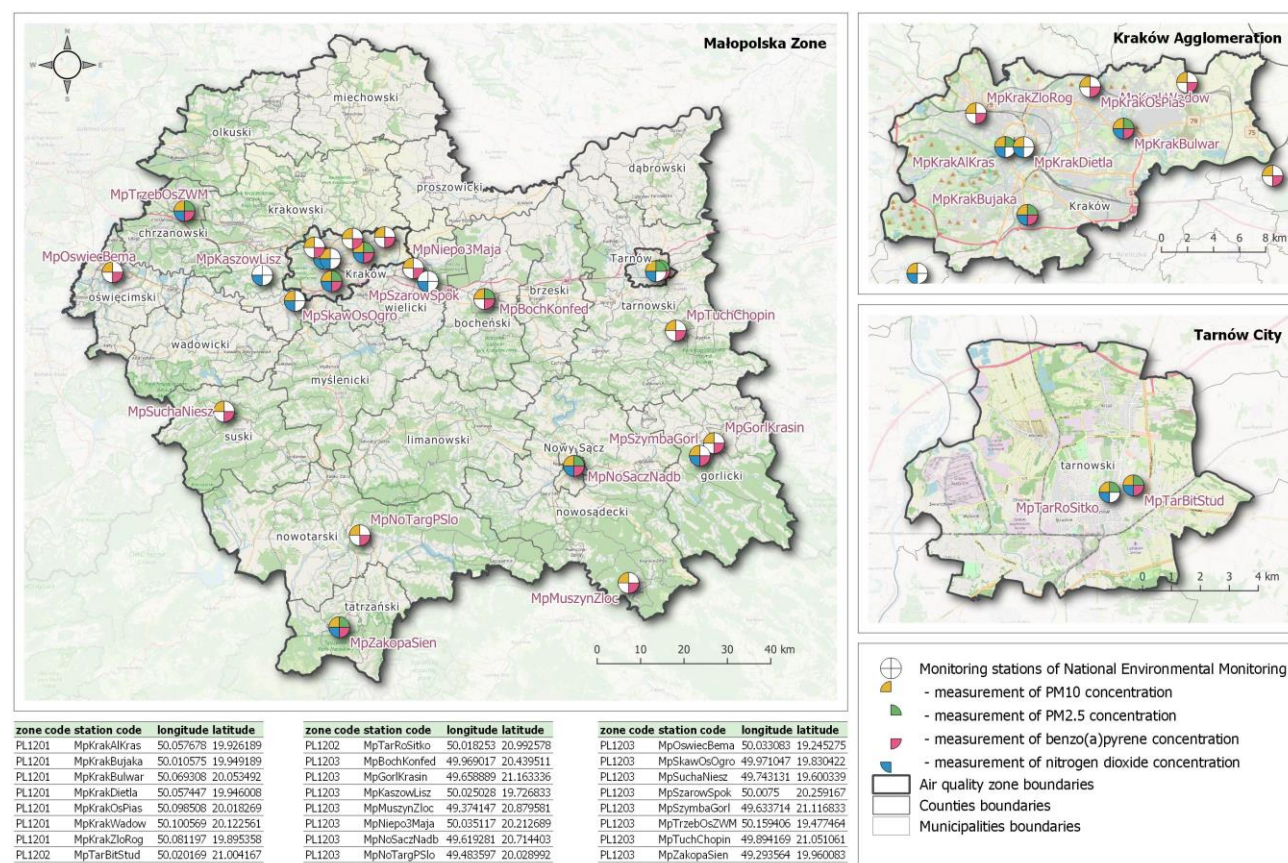 Małopolska Zone
N
W
E
S
miechowski
olkuski
dąbrowski
proszowicki
MpTrzebOsZWM
krakowski
chrzanowski
MpOswiecBema
MpKaszowLisz
MpNiepo3Maja
Tarnów
Kraków
oświęcimski
MpSzarowSpok
brzeski
tarnowski
MpSkawOsOgro
wielicki
MpBochKonfed
bocheński
MpTuchChopin
wadowicki
myślenicki
MpSuchaNiesz
suski
limanowski
MpSzymbaGorl
MpGorlKrasin
Nowy Sącz
MpNoSaczNadb
gorlicki
nowosądecki
MpNoTargPSlo
nowotarski
MpMuszynZloc
tatrzański
MpZakopaSien
0 10 20 40 km
Kraków Agglomeration
MpKrakZloRog
MpKrakWadow
MpKrakOsPias
MpKrakBulwar
MpKrakAlKras
MpKrakDietla
MpKrakBujaka
Kraków
79
75
0 2 4 8 km
Tarnów City
tarnowski
MpTarRoSitko
MpTarBitStud
0 1 2 4 km
Monitoring stations of National Environmental Monitoring
- measurement of PM10 concentration
- measurement of PM2.5 concentration
- measurement of benzo(a)pyrene concentration
- measurement of nitrogen dioxide concentration
Air quality zone boundaries
Counties boundaries
Municipalities boundaries
zone code station code longitude latitude
PL1201 MpKrakAlKras 50.057678 19.926189
PL1201 MpKrakBujaka 50.010575 19.949189
PL1201 MpKrakBulwar 50.069308 20.053492
PL1201 MpKrakDietla 50.057447 19.946008
PL1201 MpKrakOsPias 50.098508 20.018269
PL1201 MpKrakWadow 50.100569 20.122561
PL1201 MpKrakZloRog 50.081197 19.895358
PL1202 MpTarBitStud 50.020169 21.004167
zone code station code longitude latitude
PL1202 MpTarRoSitko 50.018253 20.992578
PL1203 MpBochKonfed 49.969017 20.439511
PL1203 MpGorlKrasin 49.658889 21.163336
PL1203 MpKaszowLisz 50.025028 19.726833
PL1203 MpMuszynZloc 49.374147 20.879581
PL1203 MpNiepo3Maja 50.035117 20.212689
PL1203 MpNoSaczNadb 49.619281 20.714403
PL1203 MpNoTargPSlo 49.483597 20.028992
zone code station code longitude latitude
PL1203 MpOswiecBema 50.033083 19.245275
PL1203 MpSkawOsOgro 49.971047 19.830422
PL1203 MpSuchaNiesz 49.743131 19.600339
PL1203 MpSzarowSpok 50.0075 20.259167
PL1203 MpSzymbaGorl 49.633714 21.116833
PL1203 MpTrzebOsZWM 50.159406 19.477464
PL1203 MpTuchChopin 49.894169 21.051061
PL1203 MpZakopaSien 49.293564 19.960083